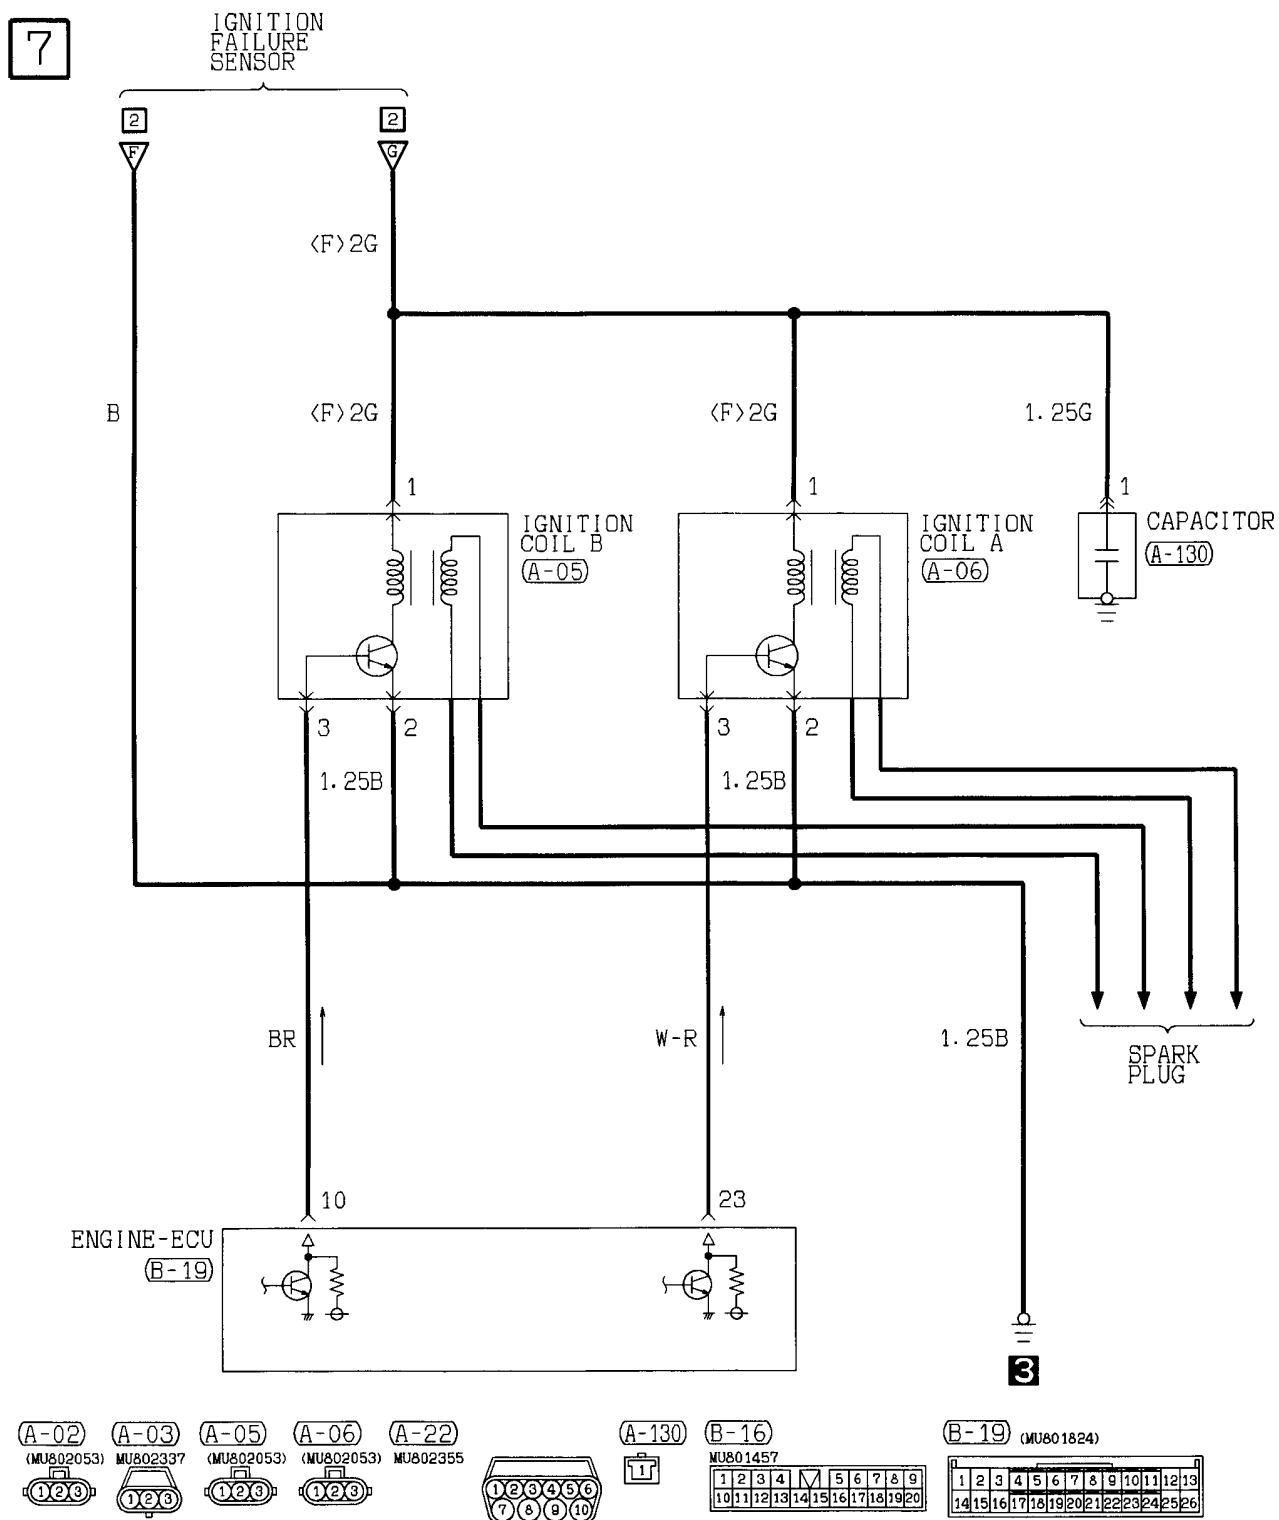 7
IGNITION
FAILURE
SENSOR
2 2
F G
<F>2G
B <F>2G <F>2G 1.25G
1 1 1
IGNITION
COIL B
(A-05)
IGNITION
COIL A
(A-06)
CAPACITOR
(A-130)
3 2 3 2
1.25B 1.25B
BR W-R 1.25B
SPARK
PLUG
10 23
ENGINE-ECU
(B-19)
3
A-02 A-03 A-05 A-06 A-22 A-130 B-16 B-19 (MU801824)
(MU802053) MU802337 (MU802053) (MU802053) MU802355 MU801457
1 2 3 1 2 3 1 2 3 1 2 3
1 2 3 4 5 6
7 8 9 10
1
1 2 3 4 5 6 7 8 9
10 11 12 13 14 15 16 17 18 19 20
1 2 3 4 5 6 7 8 9 10 11 12 13
14 15 16 17 18 19 20 21 22 23 24 25 26